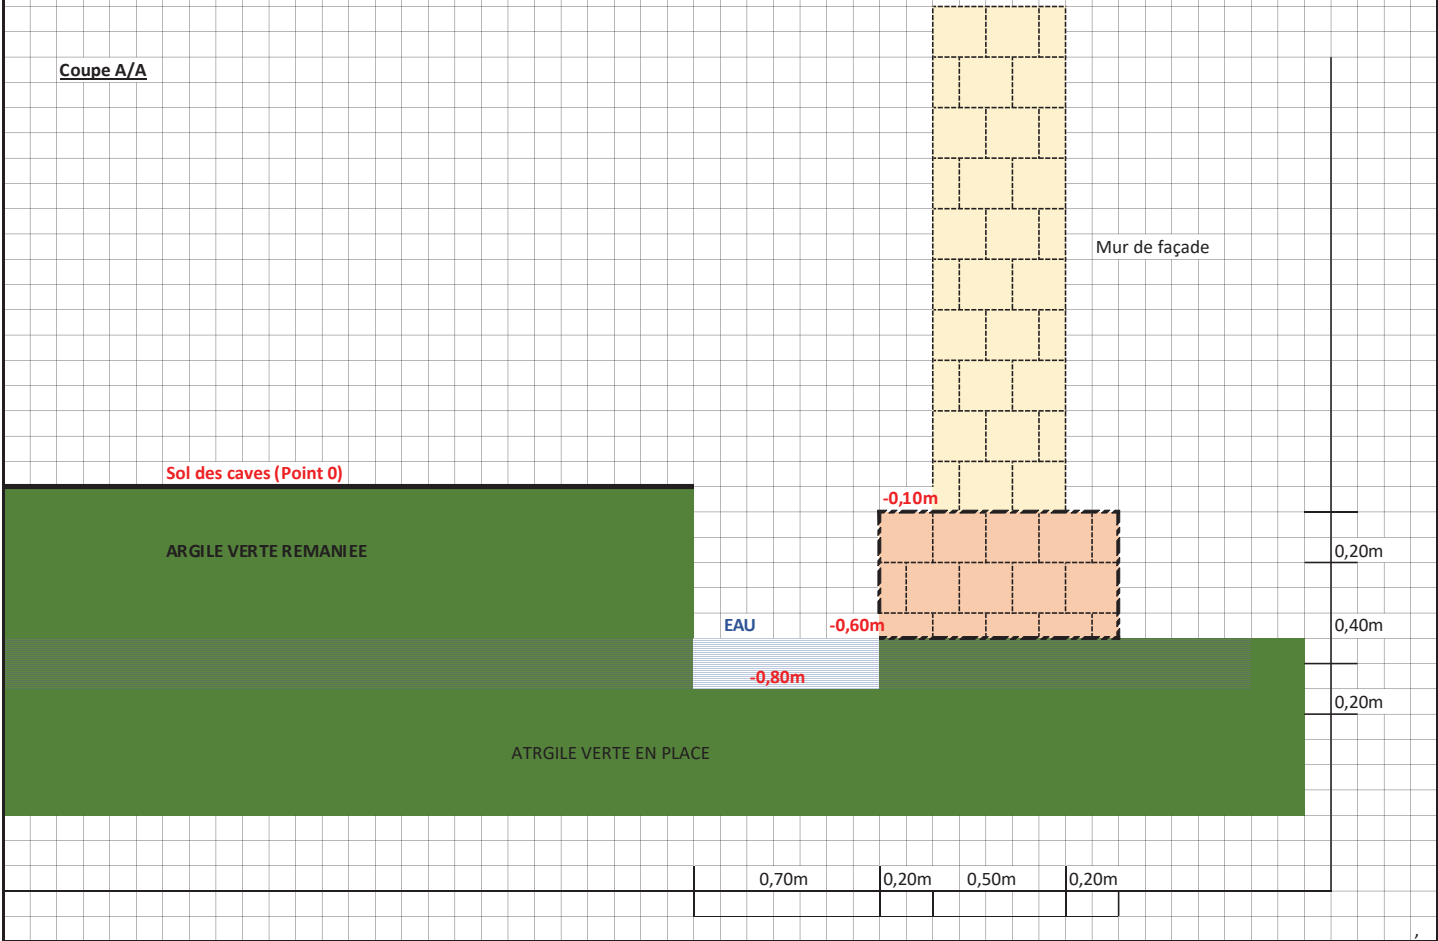 Coupe A/A
Mur de façade
Sol des caves (Point 0)
-0,10m
ARGILE VERTE REMANIEE
0,20m
EAU
-0,60m
0,40m
-0,80m
0,20m
ATRGILE VERTE EN PLACE
0,70m
0,20m
0,50m
0,20m
,